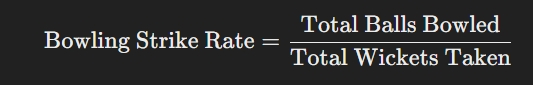 Bowling Strike Rate = Total Balls Bowled / Total Wickets Taken